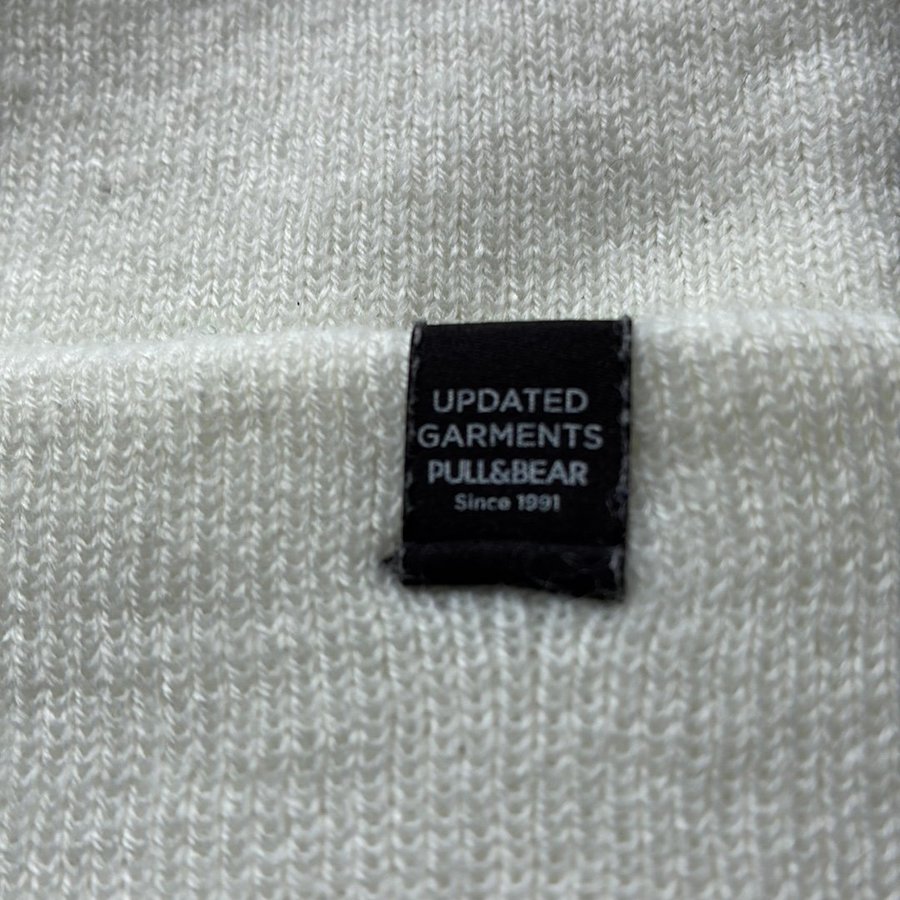 UPDATED
GARMENTS
PULL&BEAR
Since 1991